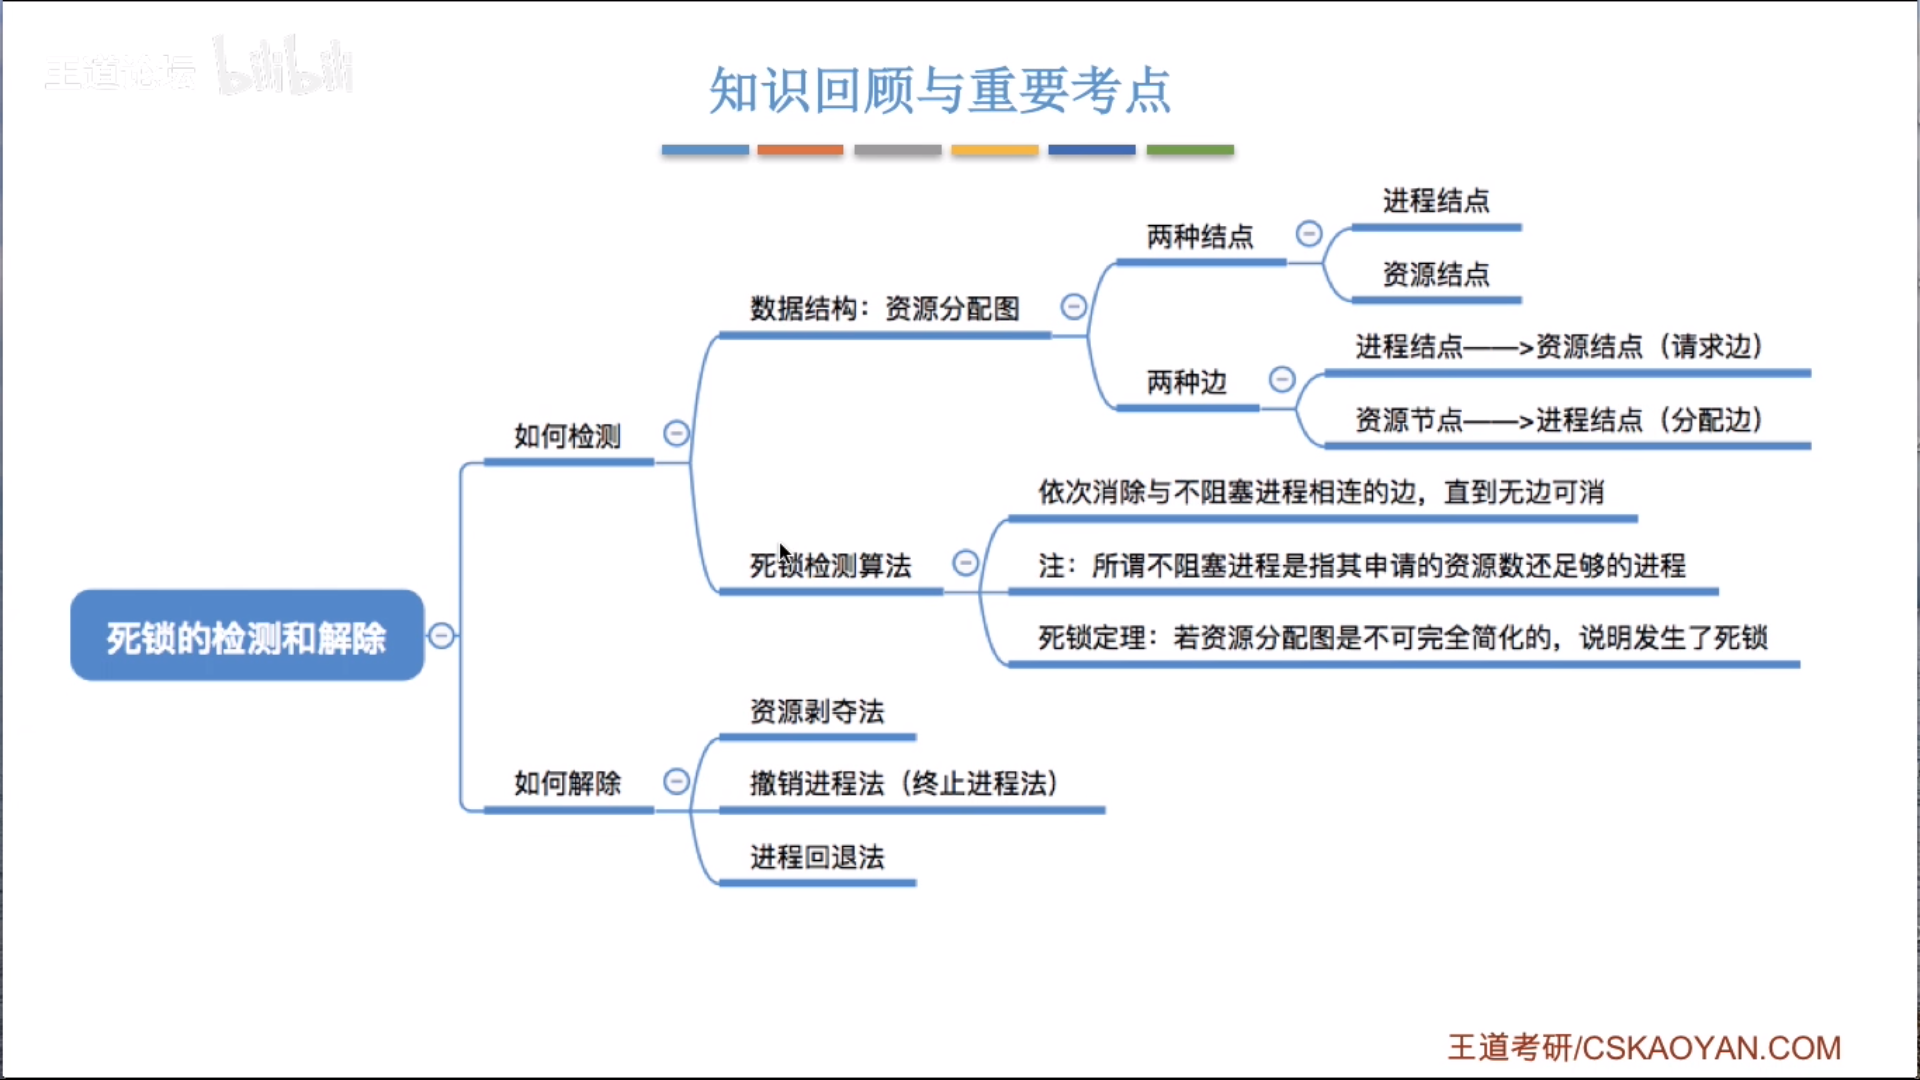 王道论坛 bilibili
知识回顾与重要考点
进程结点
两种结点
资源结点
数据结构：资源分配图
进程结点——>资源结点（请求边）
两种边
资源节点——>进程结点（分配边）
如何检测
依次消除与不阻塞进程相连的边，直到无边可消
死锁检测算法
注：所谓不阻塞进程是指其申请的资源数还足够的进程
死锁定理：若资源分配图是不可完全简化的，说明发生了死锁
死锁的检测和解除
资源剥夺法
如何解除
撤销进程法（终止进程法）
进程回退法
王道考研/CSKAOYAN.COM